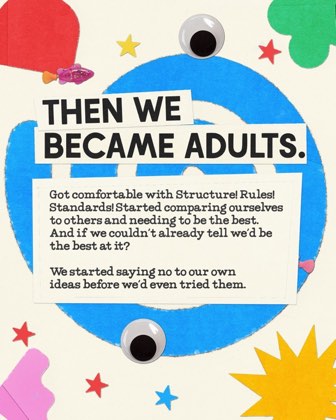 THEN WE
BECAME ADULTS.
Got comfortable with Structure! Rules!
Standards! Started comparing ourselves
to others and needing to be the best.
And if we couldn't already tell we'd be
the best at it?
We started saying no to our own
ideas before we'd even tried them.